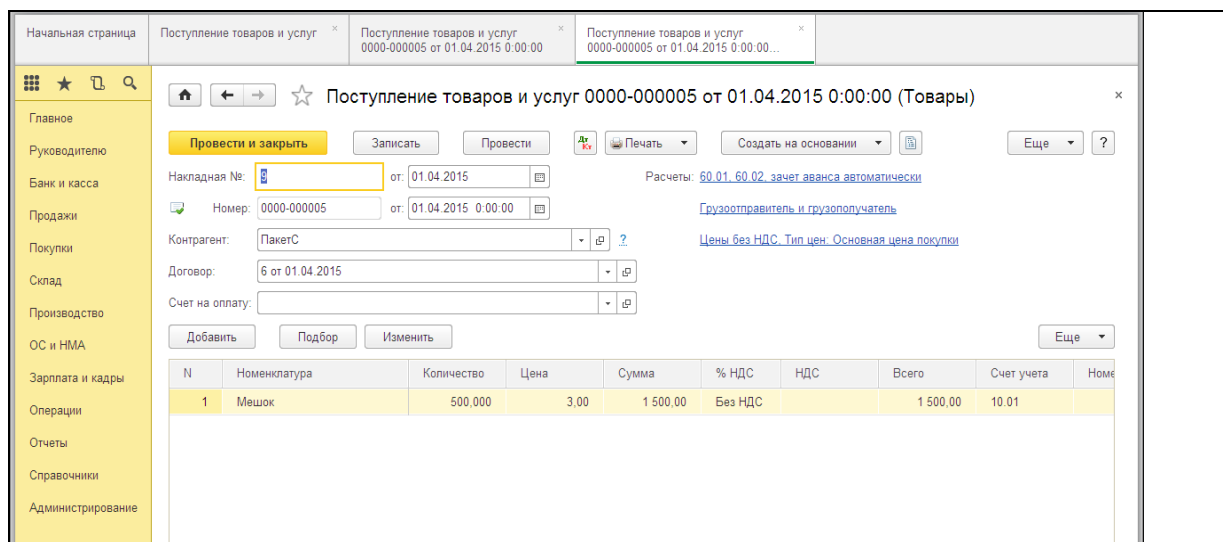 Начальная страница
Поступление товаров и услуг
Поступление товаров и услуг
0000-000005 от 01.04.2015 0:00:00
Поступление товаров и услуг
0000-000005 от 01.04.2015 0:00:00...
Главное
Руководителю
Банк и касса
Продажи
Покупки
Склад
Производство
ОС и НМА
Зарплата и кадры
Операции
Отчеты
Справочники
Администрирование
Поступление товаров и услуг 0000-000005 от 01.04.2015 0:00:00 (Товары)
Провести и закрыть Записать Провести Дт Кт Печать Создать на основании Еще ?
Накладная №: 9 от: 01.04.2015 Расчеты: 60.01, 60.02, зачет аванса автоматически
Номер: 0000-000005 от: 01.04.2015 0:00:00 Грузоотправитель и грузополучатель
Контрагент: ПакетС ? Цены без НДС, Тип цен: Основная цена покупки
Договор: 6 от 01.04.2015
Счет на оплату:
Добавить Подбор Изменить Еще
N Номенклатура Количество Цена Сумма % НДС НДС Всего Счет учета Номе
1 Мешок 500,000 3,00 1 500,00 Без НДС 1 500,00 10.01